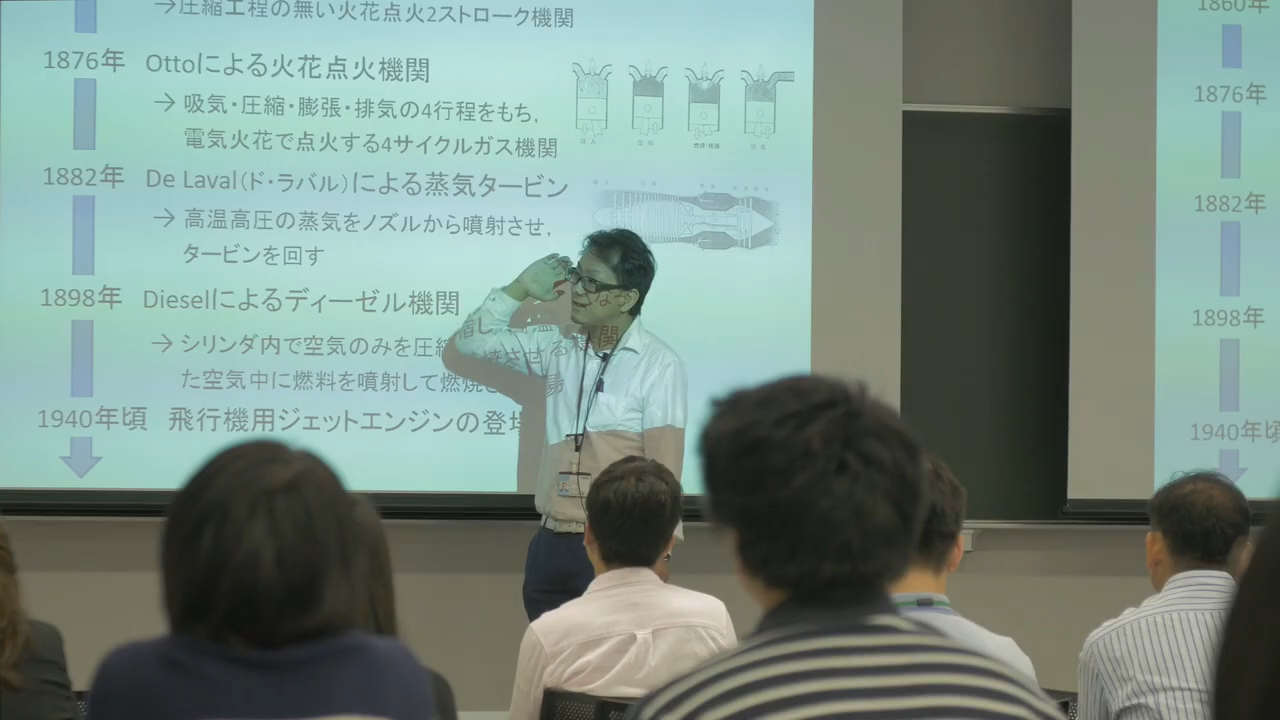 →圧縮工程の無い火花点火2ストローク機関
1876年 Ottoによる火花点火機関
→ 吸気・圧縮・膨張・排気の4行程をもち,
電気火花で点火する4サイクルガス機関
1882年 De Laval(ド・ラバル)による蒸気タービン
→ 高温高圧の蒸気をノズルから噴射させ,
タービンを回す
1898年 Dieselによるディーゼル機関
→ シリンダ内で空気のみを圧縮し,高温
た空気中に燃料を噴射して燃焼さ
1940年頃 飛行機用ジェットエンジンの登場
1860年
1876年
1882年
1898年
1940年頃